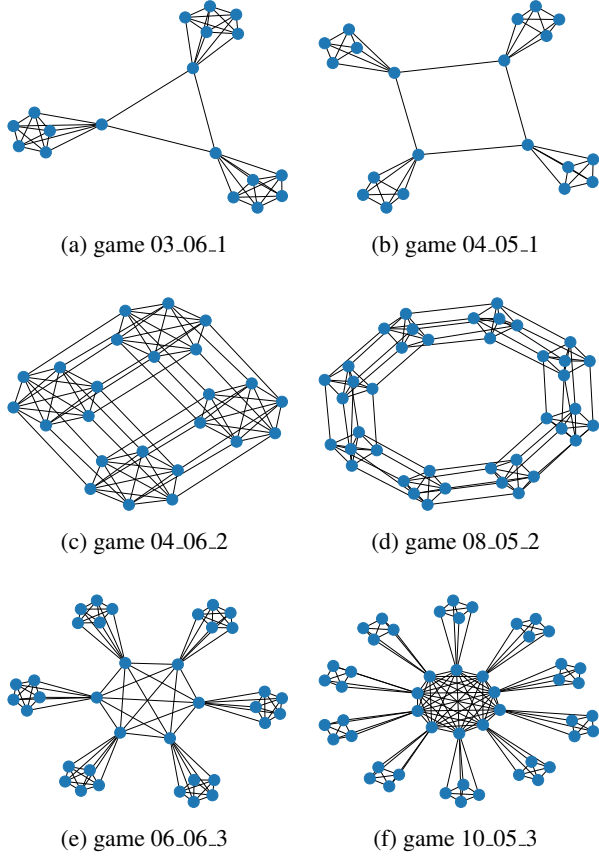 (a) game 03_06_1
(b) game 04_05_1
(c) game 04_06_2
(d) game 08_05_2
(e) game 06_06_3
(f) game 10_05_3